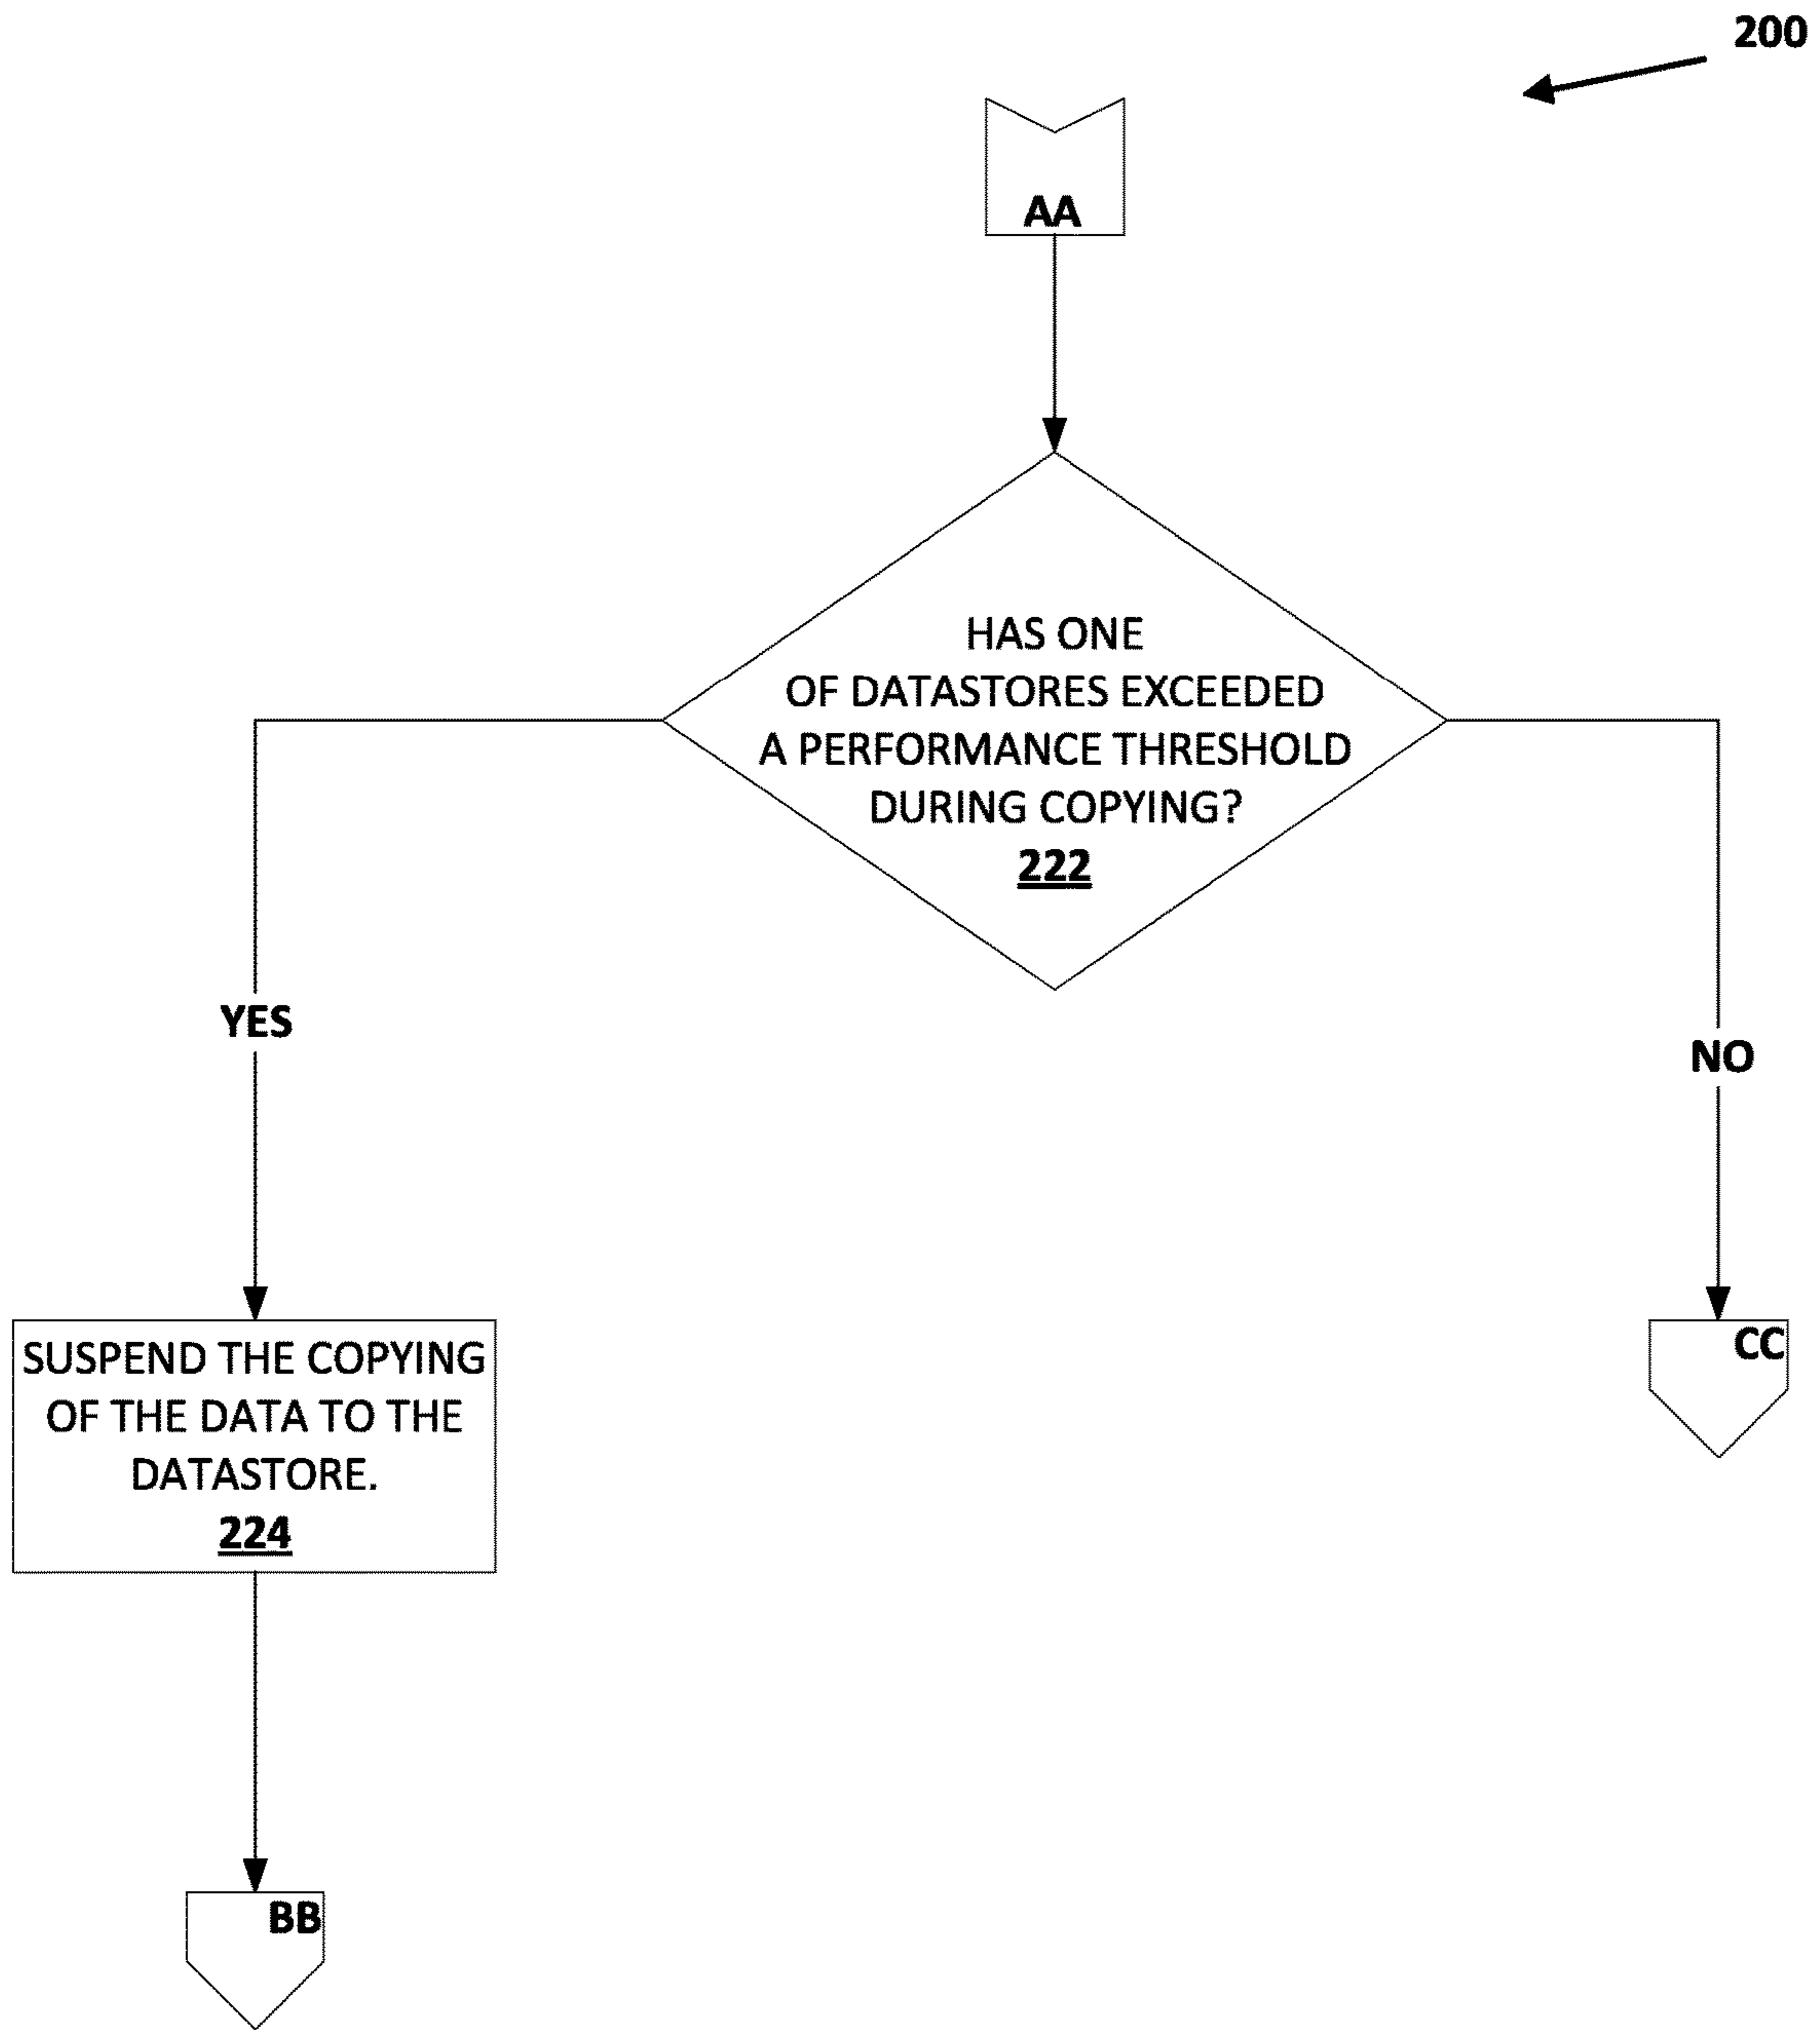 200
AA
HAS ONE
OF DATASTORES EXCEEDED
A PERFORMANCE THRESHOLD
DURING COPYING?
222
YES
NO
SUSPEND THE COPYING
OF THE DATA TO THE
DATASTORE.
224
CC
BB